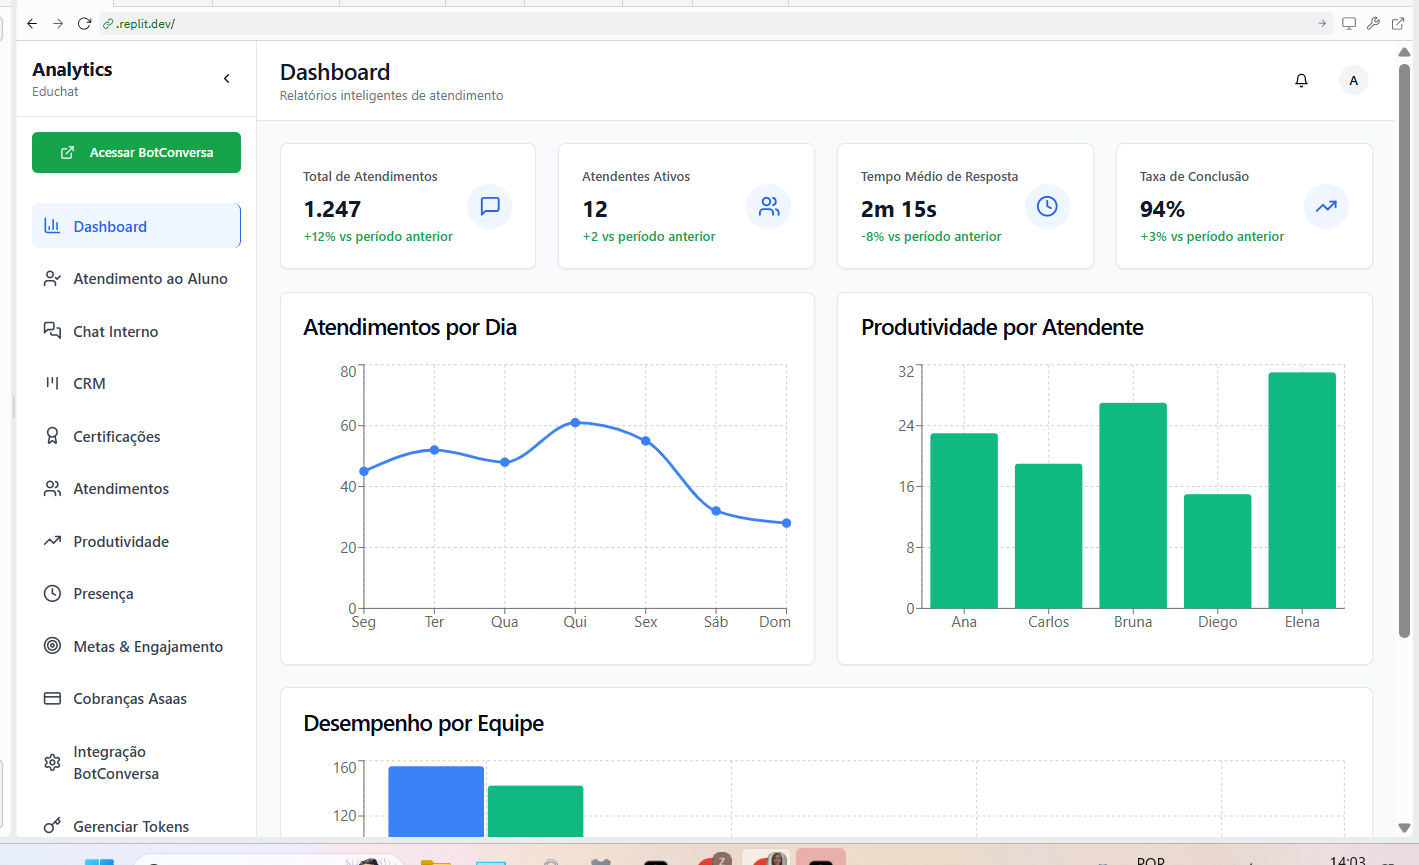 .replit.dev/
Analytics
Educhat
Acessar BotConversa
Dashboard
Atendimento ao Aluno
Chat Interno
CRM
Certificações
Atendimentos
Produtividade
Presença
Metas & Engajamento
Cobranças Asaas
Integração
BotConversa
Gerenciar Tokens
Dashboard
Relatórios inteligentes de atendimento
A
Total de Atendimentos
1.247
+12% vs período anterior
Atendentes Ativos
12
+2 vs período anterior
Tempo Médio de Resposta
2m 15s
-8% vs período anterior
Taxa de Conclusão
94%
+3% vs período anterior
Atendimentos por Dia
80
60
40
20
0
Seg Ter Qua Qui Sex Sáb Dom
Produtividade por Atendente
32
24
16
8
0
Ana Carlos Bruna Diego Elena
Desempenho por Equipe
160
120
7
POR
14:03